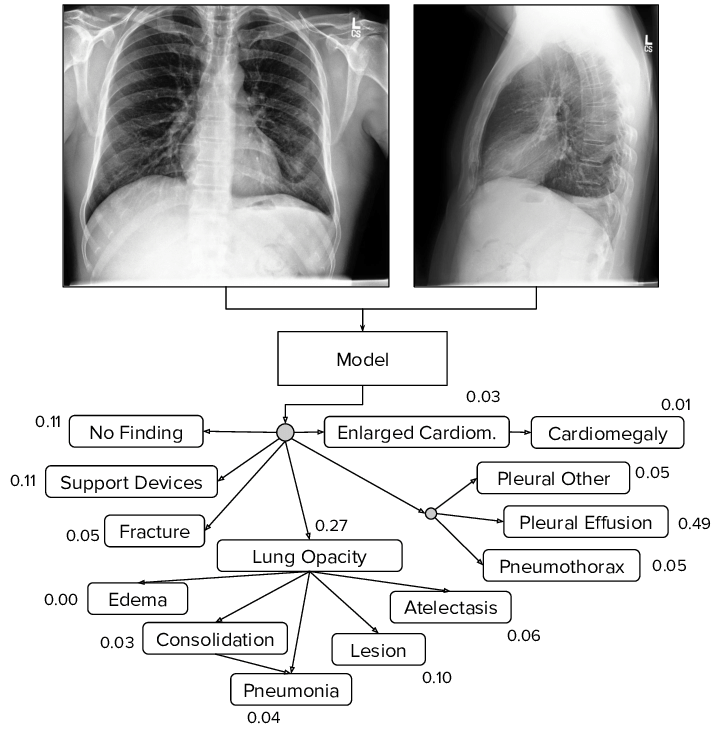 L
CS
L
CS
Model
0.03
0.01
0.11
No Finding
Enlarged Cardiom.
Cardiomegaly
0.11
Support Devices
Pleural Other
0.05
0.05
Fracture
0.27
Pleural Effusion
0.49
Lung Opacity
Pneumothorax
0.05
0.00
Edema
Atelectasis
0.06
0.03
Consolidation
Lesion
0.10
Pneumonia
0.04